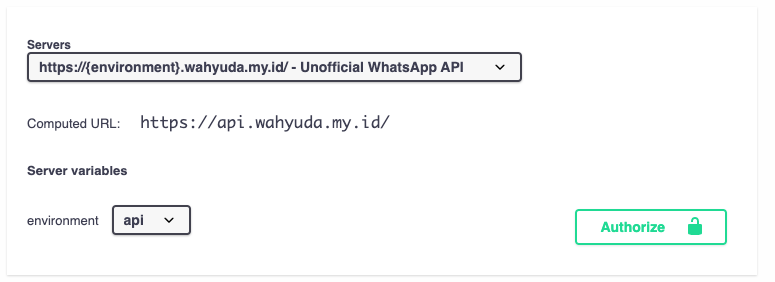 Servers
https://{environment}.wahyuda.my.id/ - Unofficial WhatsApp API
Computed URL: https://api.wahyuda.my.id/
Server variables
environment api
Authorize